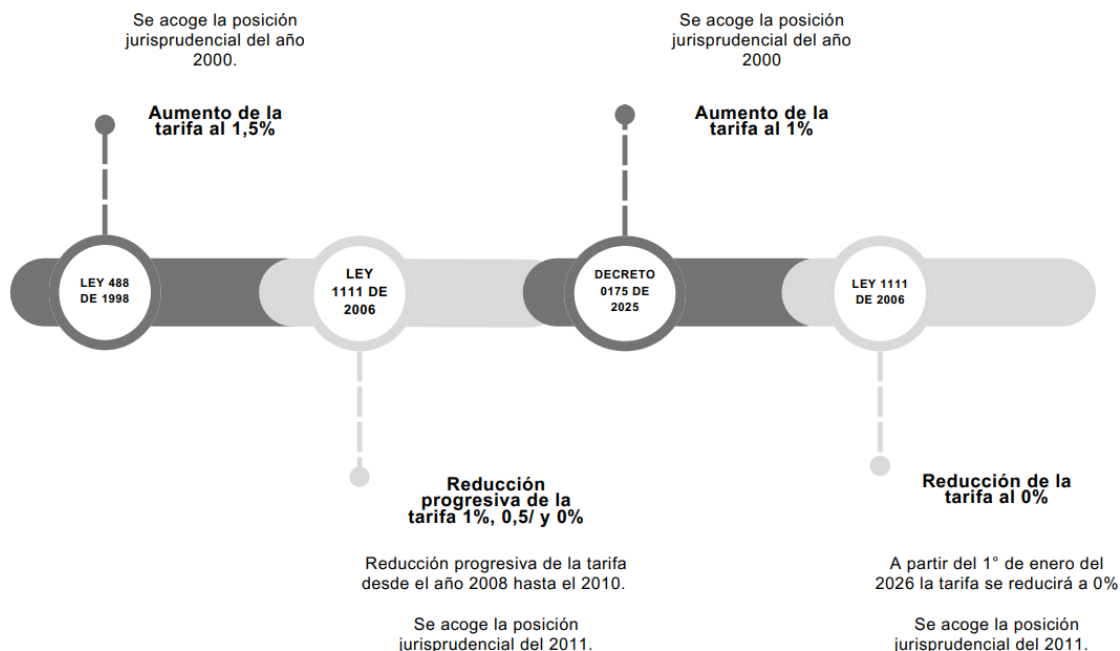 Se acoge la posición
jurisprudencial del año
2000.
Aumento de la
tarifa al 1,5%
LEY 488
DE 1998
LEY
1111 DE
2006
Reducción
progresiva de la
tarifa 1%, 0,5/ y 0%
Reducción progresiva de la tarifa
desde el año 2008 hasta el 2010.
Se acoge la posición
jurisprudencial del 2011.
Se acoge la posición
jurisprudencial del año
2000
Aumento de la
tarifa al 1%
DECRETO
0175 DE
2025
LEY 1111
DE 2006
Reducción de la
tarifa al 0%
A partir del 1° de enero del
2026 la tarifa se reducirá a 0%
Se acoge la posición
jurisprudencial del 2011.